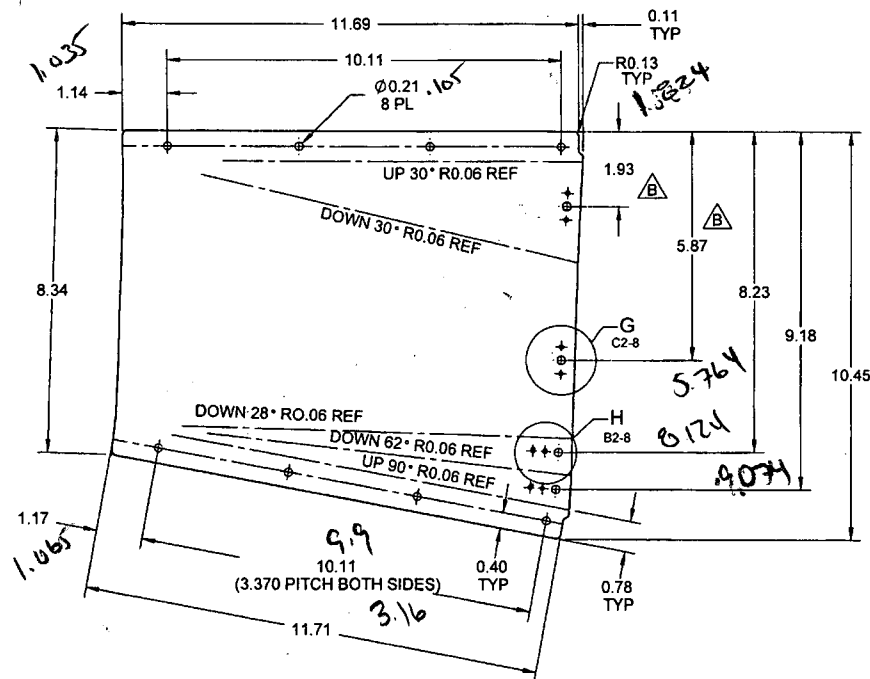 11.69
0.11
TYP
1.035
10.11
R0.13
TYP
1.14
Ø0.21 .105
8 PL
UP 30° R0.06 REF
1.93
B
B
DOWN 30° R0.06 REF
5.87
8.34
8.23
G
C2-8
9.18
5.764
10.45
DOWN 28° RO.06 REF
H
B2-8
8124
DOWN 62° R0.06 REF
UP 90° R0.06 REF
9.074
1.17
1.065
9.9
10.11
(3.370 PITCH BOTH SIDES)
3.16
0.40
TYP
0.78
TYP
11.71